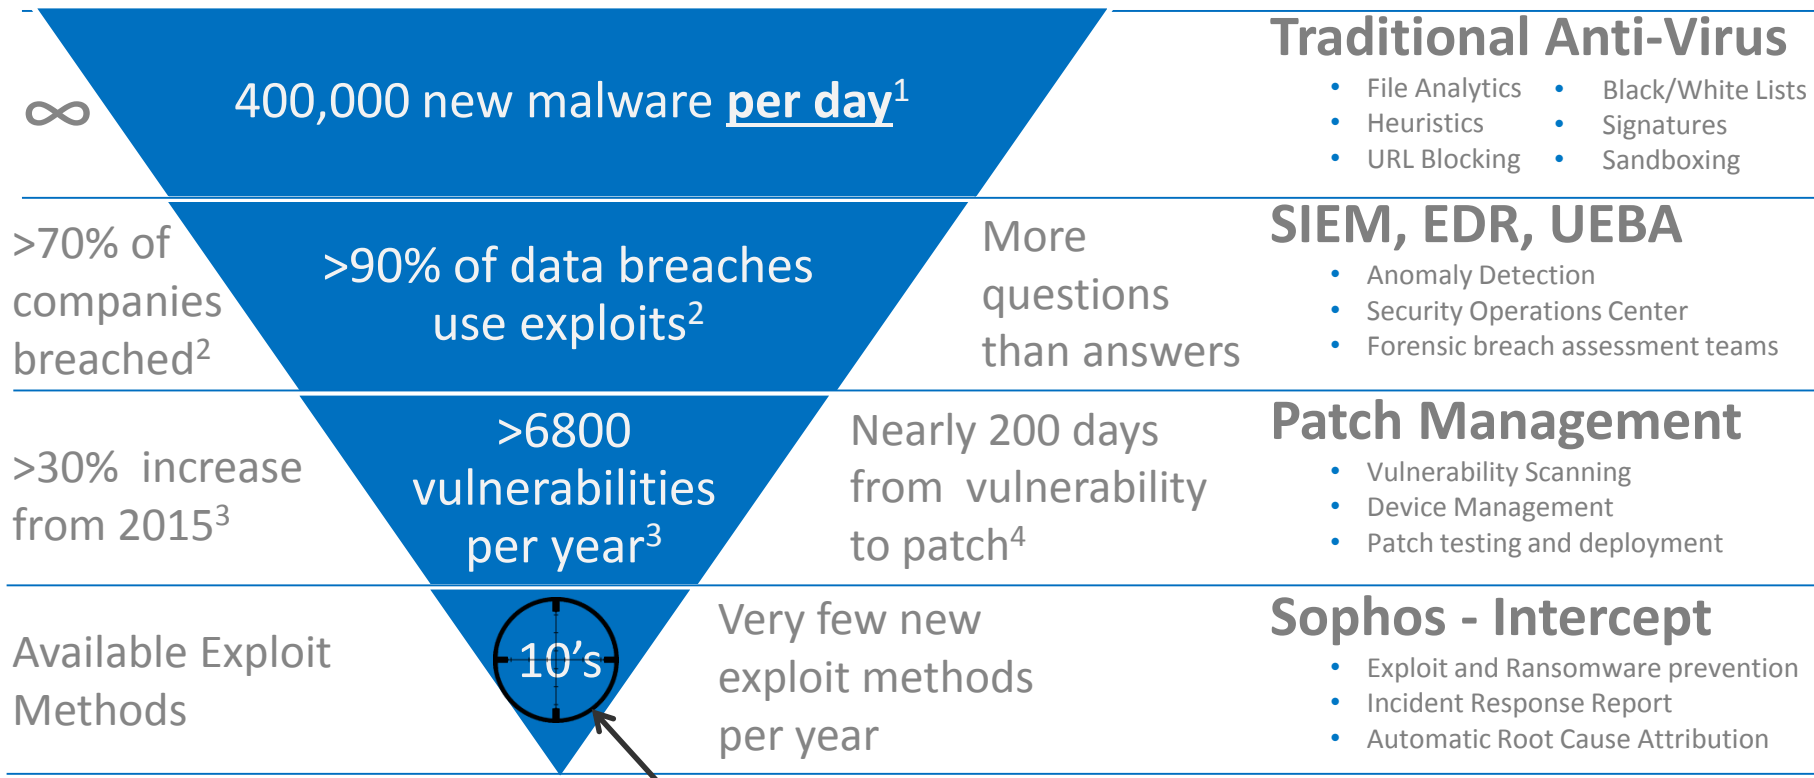 ∞
400,000 new malware per day¹
Traditional Anti-Virus
• File Analytics
• Heuristics
• URL Blocking
• Black/White Lists
• Signatures
• Sandboxing
>70% of
companies
breached²
>90% of data breaches
use exploits²
More
questions
than answers
SIEM, EDR, UEBA
• Anomaly Detection
• Security Operations Center
• Forensic breach assessment teams
>30%  increase
from 2015³
>6800
vulnerabilities
per year³
Nearly 200 days
from  vulnerability
to patch⁴
Patch Management
• Vulnerability Scanning
• Device Management
• Patch testing and deployment
Available Exploit
Methods
10’s
Very few new
exploit methods
per year
Sophos - Intercept
• Exploit and Ransomware prevention
• Incident Response Report
• Automatic Root Cause Attribution